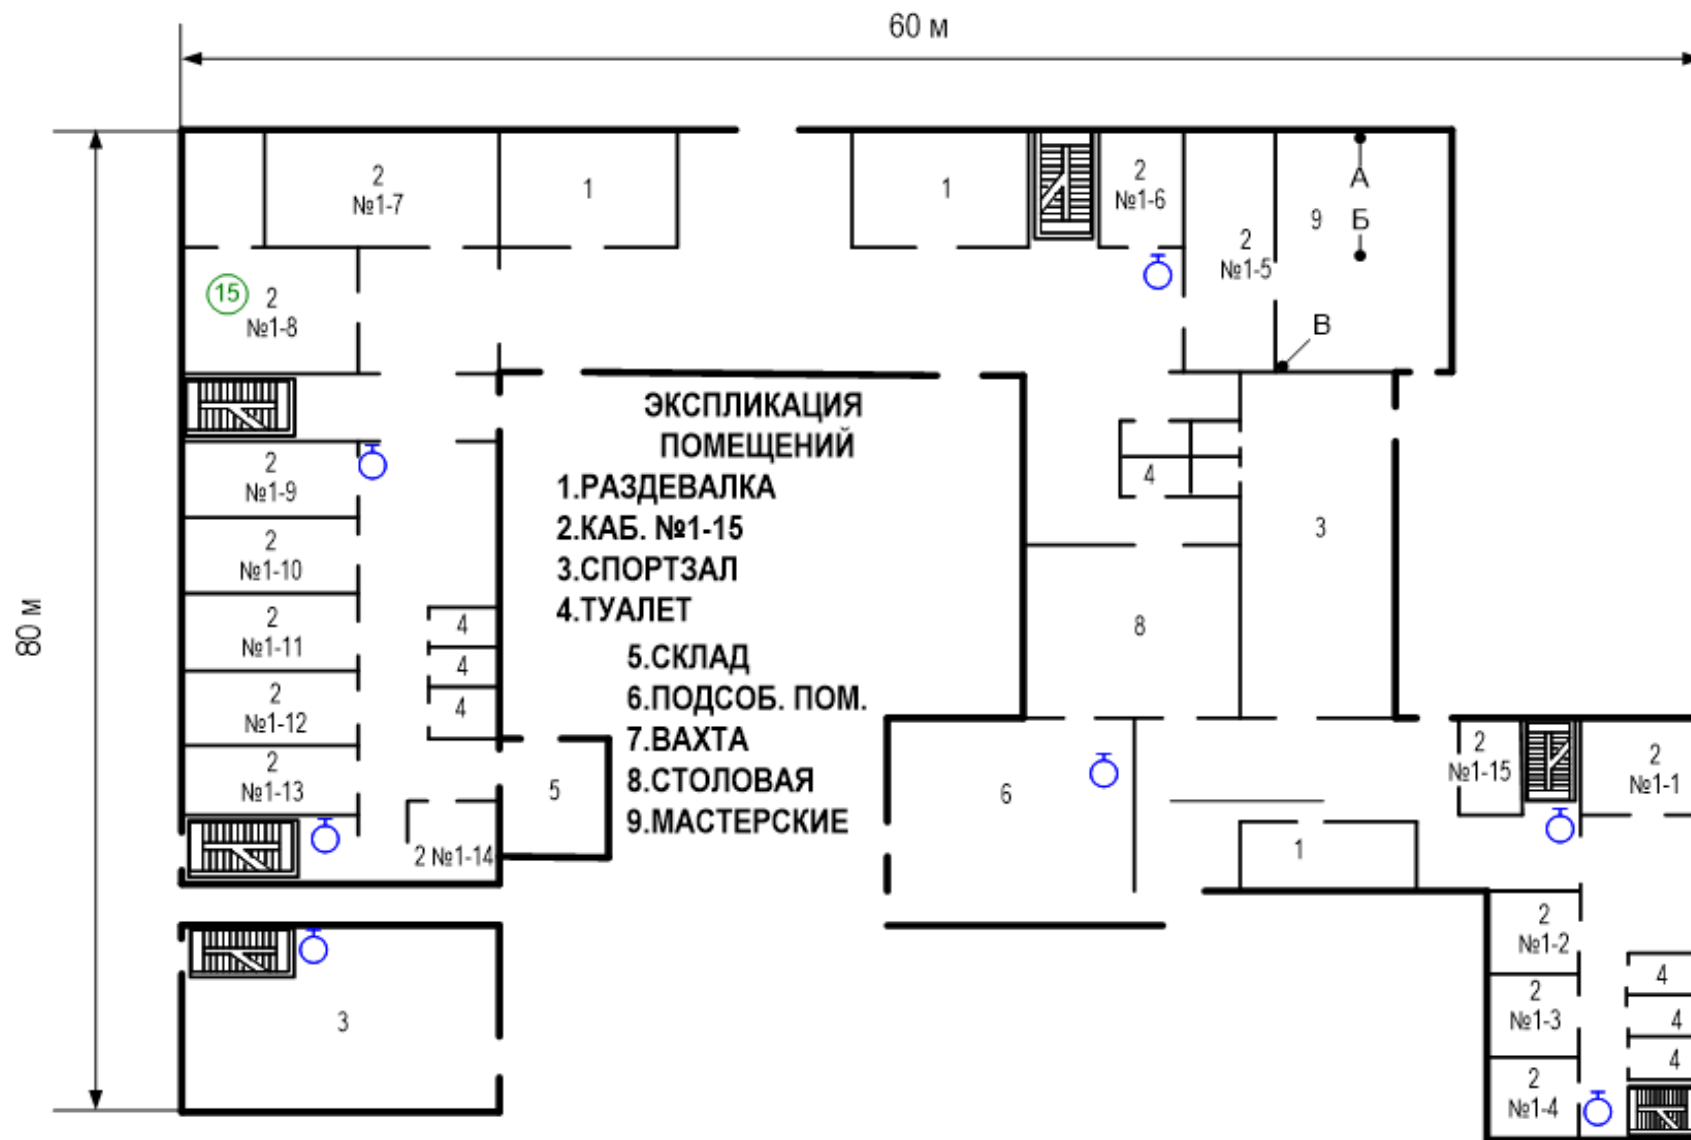 60 м
80 м
2
№1-7
1
1
2
№1-6
2
№1-5
9
А
Б
В
15
2
№1-8
2
№1-9
2
№1-10
2
№1-11
2
№1-12
2
№1-13
4
4
4
2 №1-14
5
3
ЭКСПЛИКАЦИЯ
ПОМЕЩЕНИЙ
1.РАЗДЕВАЛКА
2.КАБ. №1-15
3.СПОРТЗАЛ
4.ТУАЛЕТ
5.СКЛАД
6.ПОДСОБ. ПОМ.
7.ВАХТА
8.СТОЛОВАЯ
9.МАСТЕРСКИЕ
4
3
8
6
1
2
№1-15
2
№1-1
2
№1-2
2
№1-3
2
№1-4
4
4
4